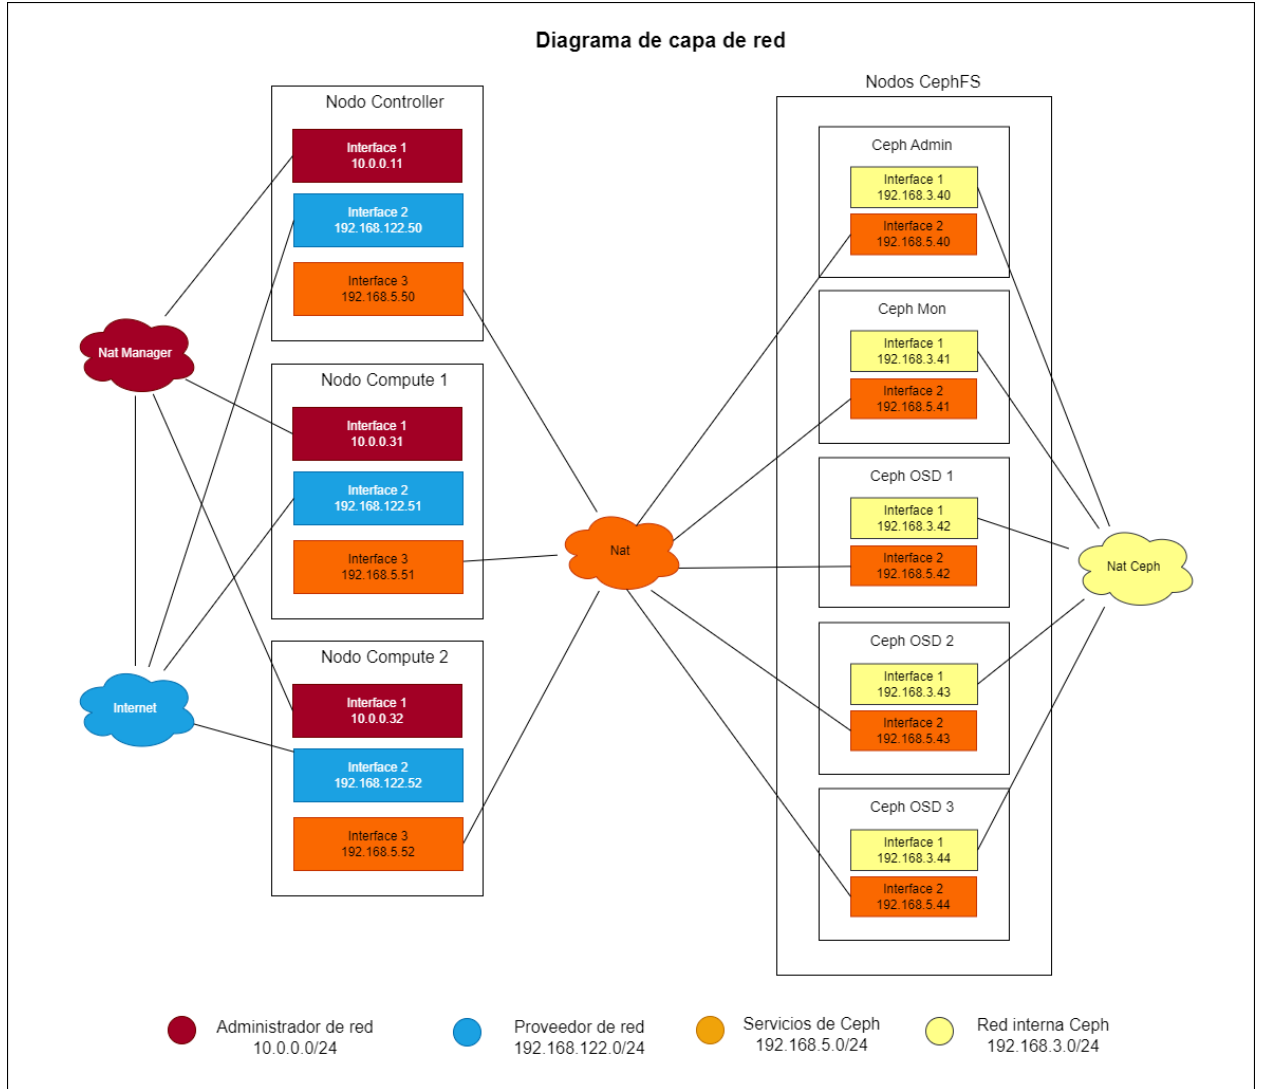 Diagrama de capa de red
Nodo Controller
Interface 1
10.0.0.11
Interface 2
192.168.122.50
Interface 3
192.168.5.50
Nat Manager
Nodo Compute 1
Interface 1
10.0.0.31
Interface 2
192.168.122.51
Interface 3
192.168.5.51
Internet
Nodo Compute 2
Interface 1
10.0.0.32
Interface 2
192.168.122.52
Interface 3
192.168.5.52
Nat
Nodos CephFS
Ceph Admin
Interface 1
192.168.3.40
Interface 2
192.168.5.40
Ceph Mon
Interface 1
192.168.3.41
Interface 2
192.168.5.41
Ceph OSD 1
Interface 1
192.168.3.42
Interface 2
192.168.5.42
Ceph OSD 2
Interface 1
192.168.3.43
Interface 2
192.168.5.43
Ceph OSD 3
Interface 1
192.168.3.44
Interface 2
192.168.5.44
Nat Ceph
Administrador de red
10.0.0.0/24
Proveedor de red
192.168.122.0/24
Servicios de Ceph
192.168.5.0/24
Red interna Ceph
192.168.3.0/24